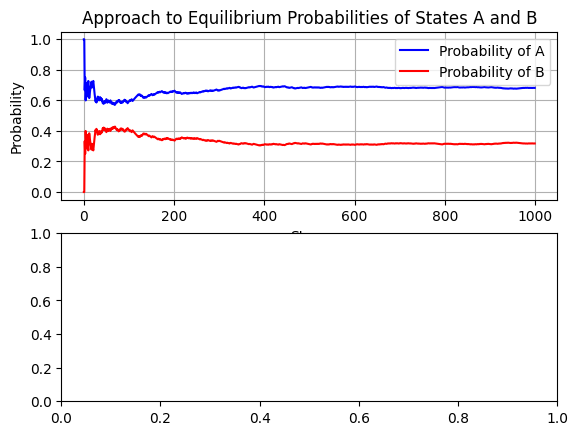 Approach to Equilibrium Probabilities of States A and B
Probability
1.0
0.8
0.6
0.4
0.2
0.0
Probability of A
Probability of B
0 200 400 600 800 1000
1.0
0.8
0.6
0.4
0.2
0.0
0.0 0.2 0.4 0.6 0.8 1.0